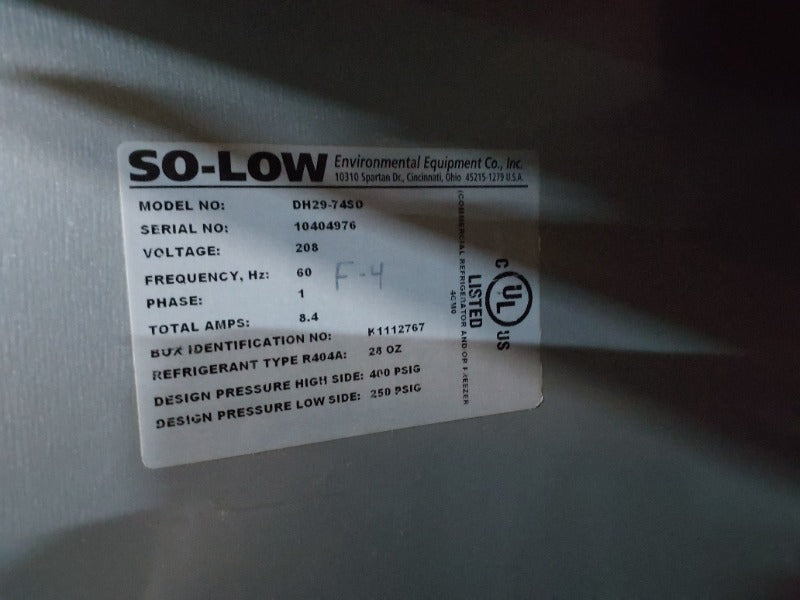 SO-LOW Environmental Equipment Co., Inc.
10310 Spartan Dr., Cincinnati, Ohio 45215-1279 U.S.A.
MODEL NO: DH29-74SD
SERIAL NO: 10404976
VOLTAGE: 208
FREQUENCY, Hz: 60
F-4
PHASE: 1
TOTAL AMPS: 8.4
BOX IDENTIFICATION NO: K1112767
REFRIGERANT TYPE R404A: 28 OZ
DESIGN PRESSURE HIGH SIDE: 400 PSIG
DESIGN PRESSURE LOW SIDE: 250 PSIG
(COMMERCIAL REFRIGERATOR AND/OR FREEZER
LISTED
C UL US